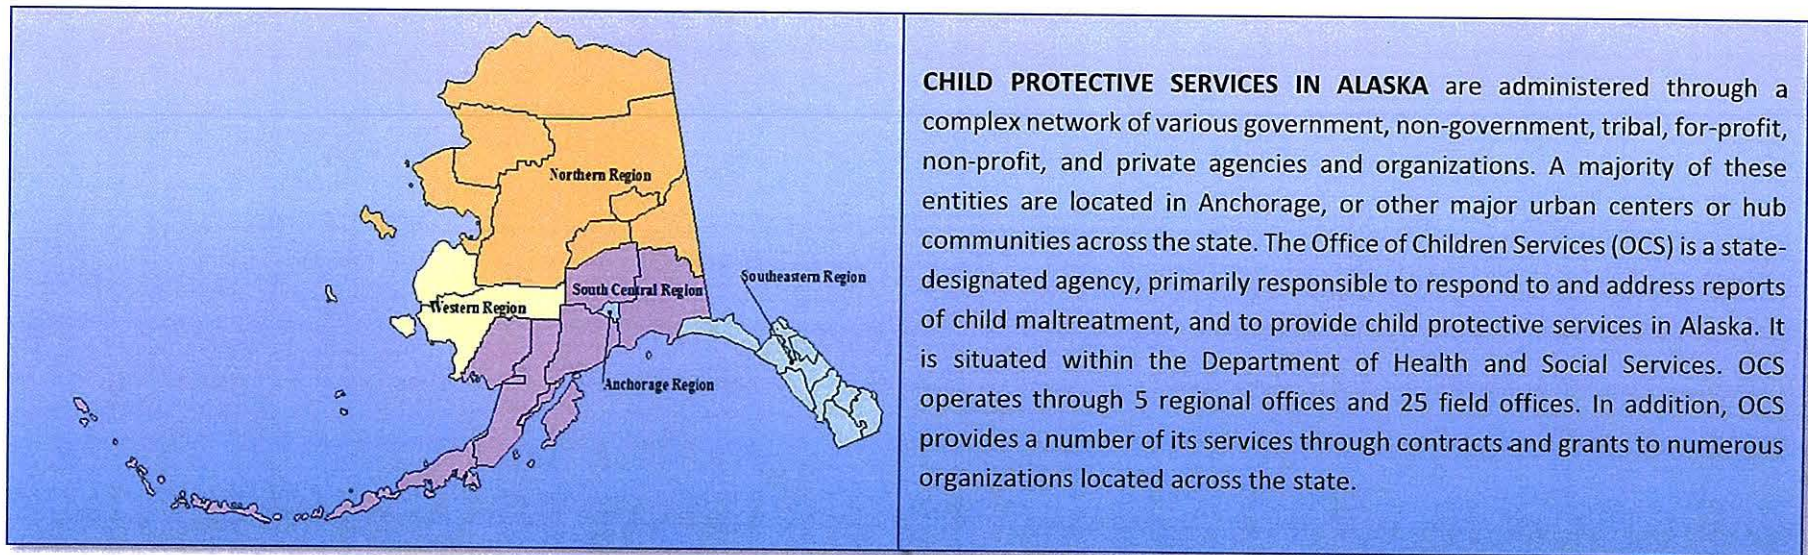 Northern Region
Western Region
South Central Region
Southeastern Region
Anchorage Region
CHILD PROTECTIVE SERVICES IN ALASKA are administered through a
complex network of various government, non-government, tribal, for-profit,
non-profit, and private agencies and organizations. A majority of these
entities are located in Anchorage, or other major urban centers or hub
communities across the state. The Office of Children Services (OCS) is a state-
designated agency, primarily responsible to respond to and address reports
of child maltreatment, and to provide child protective services in Alaska. It
is situated within the Department of Health and Social Services. OCS
operates through 5 regional offices and 25 field offices. In addition, OCS
provides a number of its services through contracts and grants to numerous
organizations located across the state.